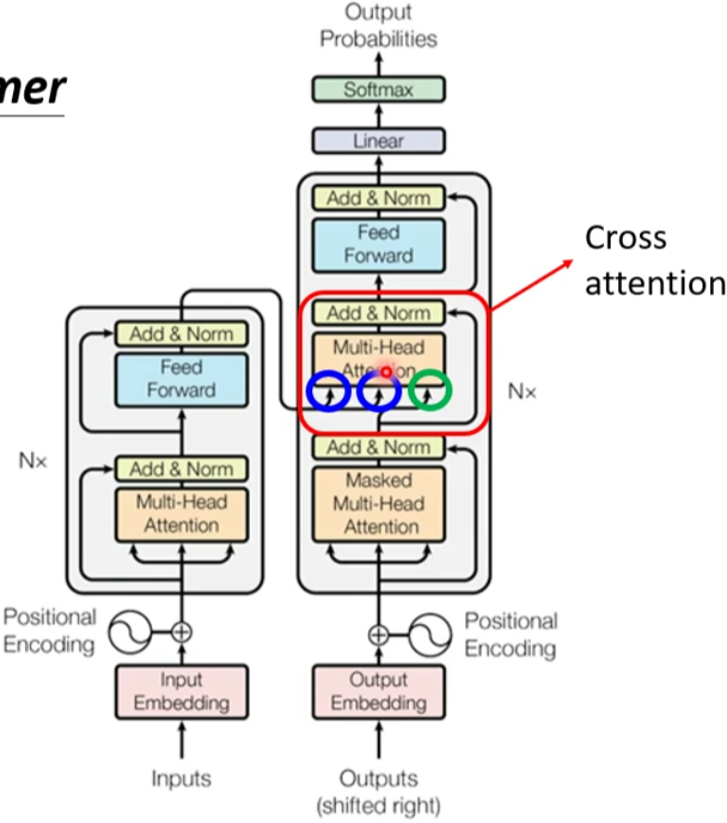 mer
Output
Probabilities
Softmax
Linear
Add & Norm
Feed
Forward
Cross
attention
Add & Norm
Multi-Head
Attention
Nx
Add & Norm
Masked
Multi-Head
Attention
Positional
Encoding
Output
Embedding
Outputs
(shifted right)
Add & Norm
Feed
Forward
Nx
Add & Norm
Multi-Head
Attention
Positional
Encoding
Input
Embedding
Inputs